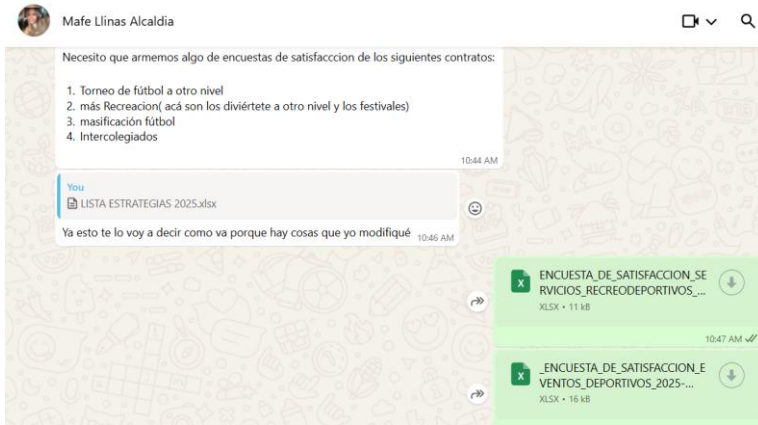 Mafe Llinas Alcaldia
Necesito que armemos algo de encuestas de satisfacccion de los siguientes contratos:
1. Torneo de fútbol a otro nivel
2. más Recreacion( acá son los diviértete a otro nivel y los festivales)
3. masificación fútbol
4. Intercolegiados
10:44 AM
You
LISTA ESTRATEGIAS 2025.xlsx
Ya esto te lo voy a decir como va porque hay cosas que yo modifiqué 10:46 AM
ENCUESTA_DE_SATISFACCION_SE
RVICIOS_RECREODEPORTIVOS_...
XLSX • 11 kB
10:47 AM
_ENCUESTA_DE_SATISFACCION_E
VENTOS_DEPORTIVOS_2025-...
XLSX • 16 kB